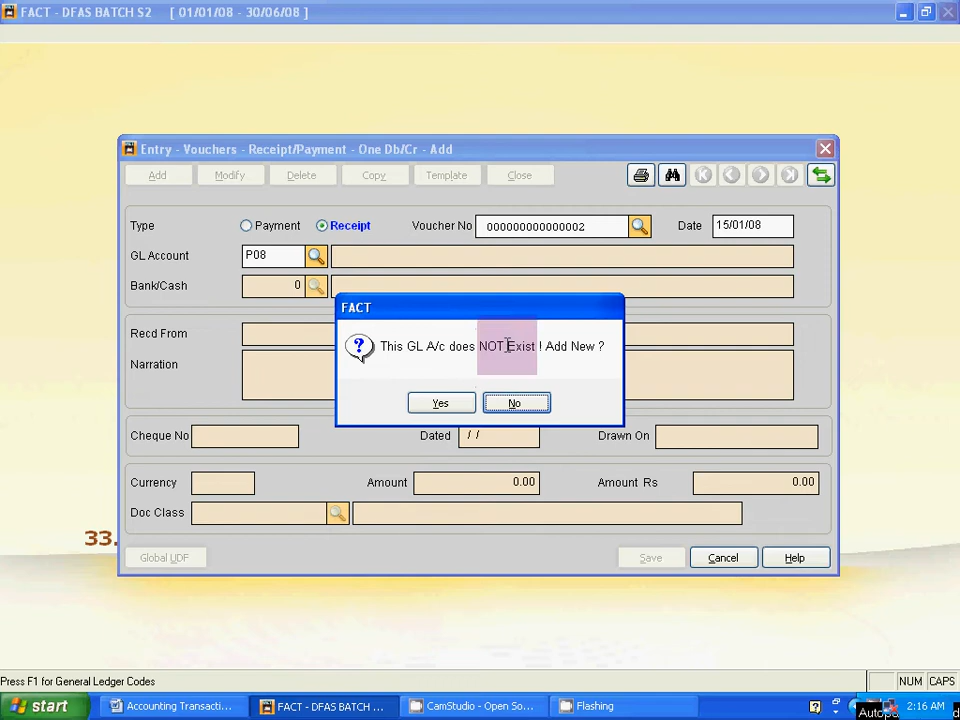 FACT - DFAS BATCH S2 [ 01/01/08 - 30/06/08 ]
Entry - Vouchers - Receipt/Payment - One Db/Cr - Add
Add Modify Delete Copy Template Close
Type Payment Receipt Voucher No 000000000000002 Date 15/01/08
GL Account P08
Bank/Cash 0
FACT
Recd From
This GL A/c does NOT Exist ! Add New ?
Narration
Yes No
Cheque No Dated / / Drawn On
Currency Amount 0.00 Amount Rs 0.00
Doc Class
33.
Global UDF Save Cancel Help
Press F1 for General Ledger Codes NUM CAPS
start Accounting Transacti... FACT - DFAS BATCH ... CamStudio - Open So... Flashing 2:16 AM